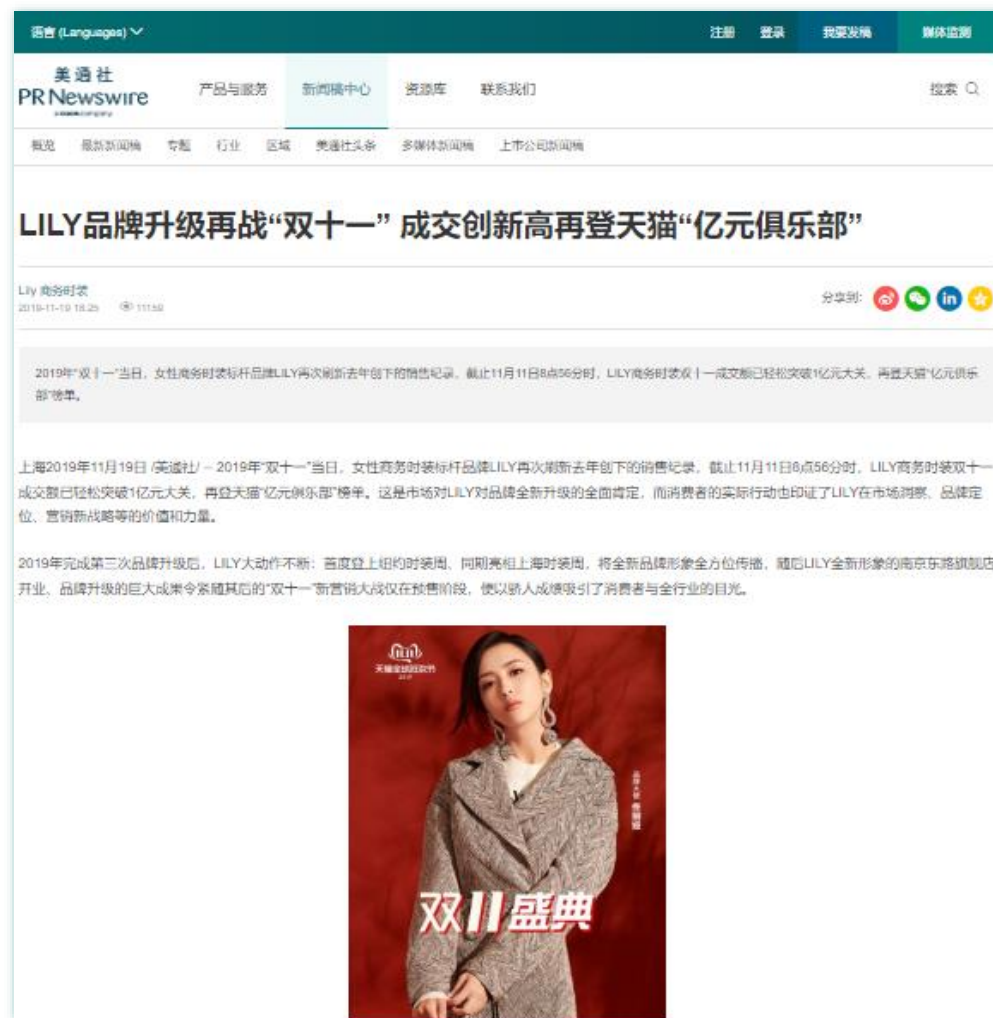 语言 (Languages)
注册 登录 我要发稿 媒体监测
美通社
PR Newswire
产品与服务 新闻稿中心 资源库 联系我们
搜索
概览 最新新闻稿 专题 行业 区域 美通社头条 多媒体新闻稿 上市公司新闻稿
LILY品牌升级再战“双十一” 成交创新高再登天猫“亿元俱乐部”
Lily 商务时装
2019-11-19 18:25 11159
分享到:
2019年“双十一”当日，女性商务时装标杆品牌LILY再次刷新去年创下的销售纪录，截止11月11日8点56分时，LILY商务时装双十一成交额已轻松突破1亿元大关，再登天猫“亿元俱乐
部”榜单。
上海2019年11月19日 /美通社/ -- 2019年“双十一”当日，女性商务时装标杆品牌LILY再次刷新去年创下的销售纪录，截止11月11日8点56分时，LILY商务时装双十一
成交额已轻松突破1亿元大关，再登天猫“亿元俱乐部”榜单。这是市场对LILY对品牌全新升级的全面肯定，而消费者的实际行动也印证了LILY在市场洞察、品牌定
位、营销新战略等的价值和力量。
2019年完成第三次品牌升级后，LILY大动作不断：首度登上纽约时装周、同期亮相上海时装周，将全新品牌形象全方位传播，随后LILY全新形象的南京东路旗舰店
开业、品牌升级的巨大成果令紧随其后的“双十一”新营销大战仅在预售阶段，便以骄人成绩吸引了消费者与全行业的目光。
11.11
天猫全球狂欢节
2019
品牌大使
双11盛典